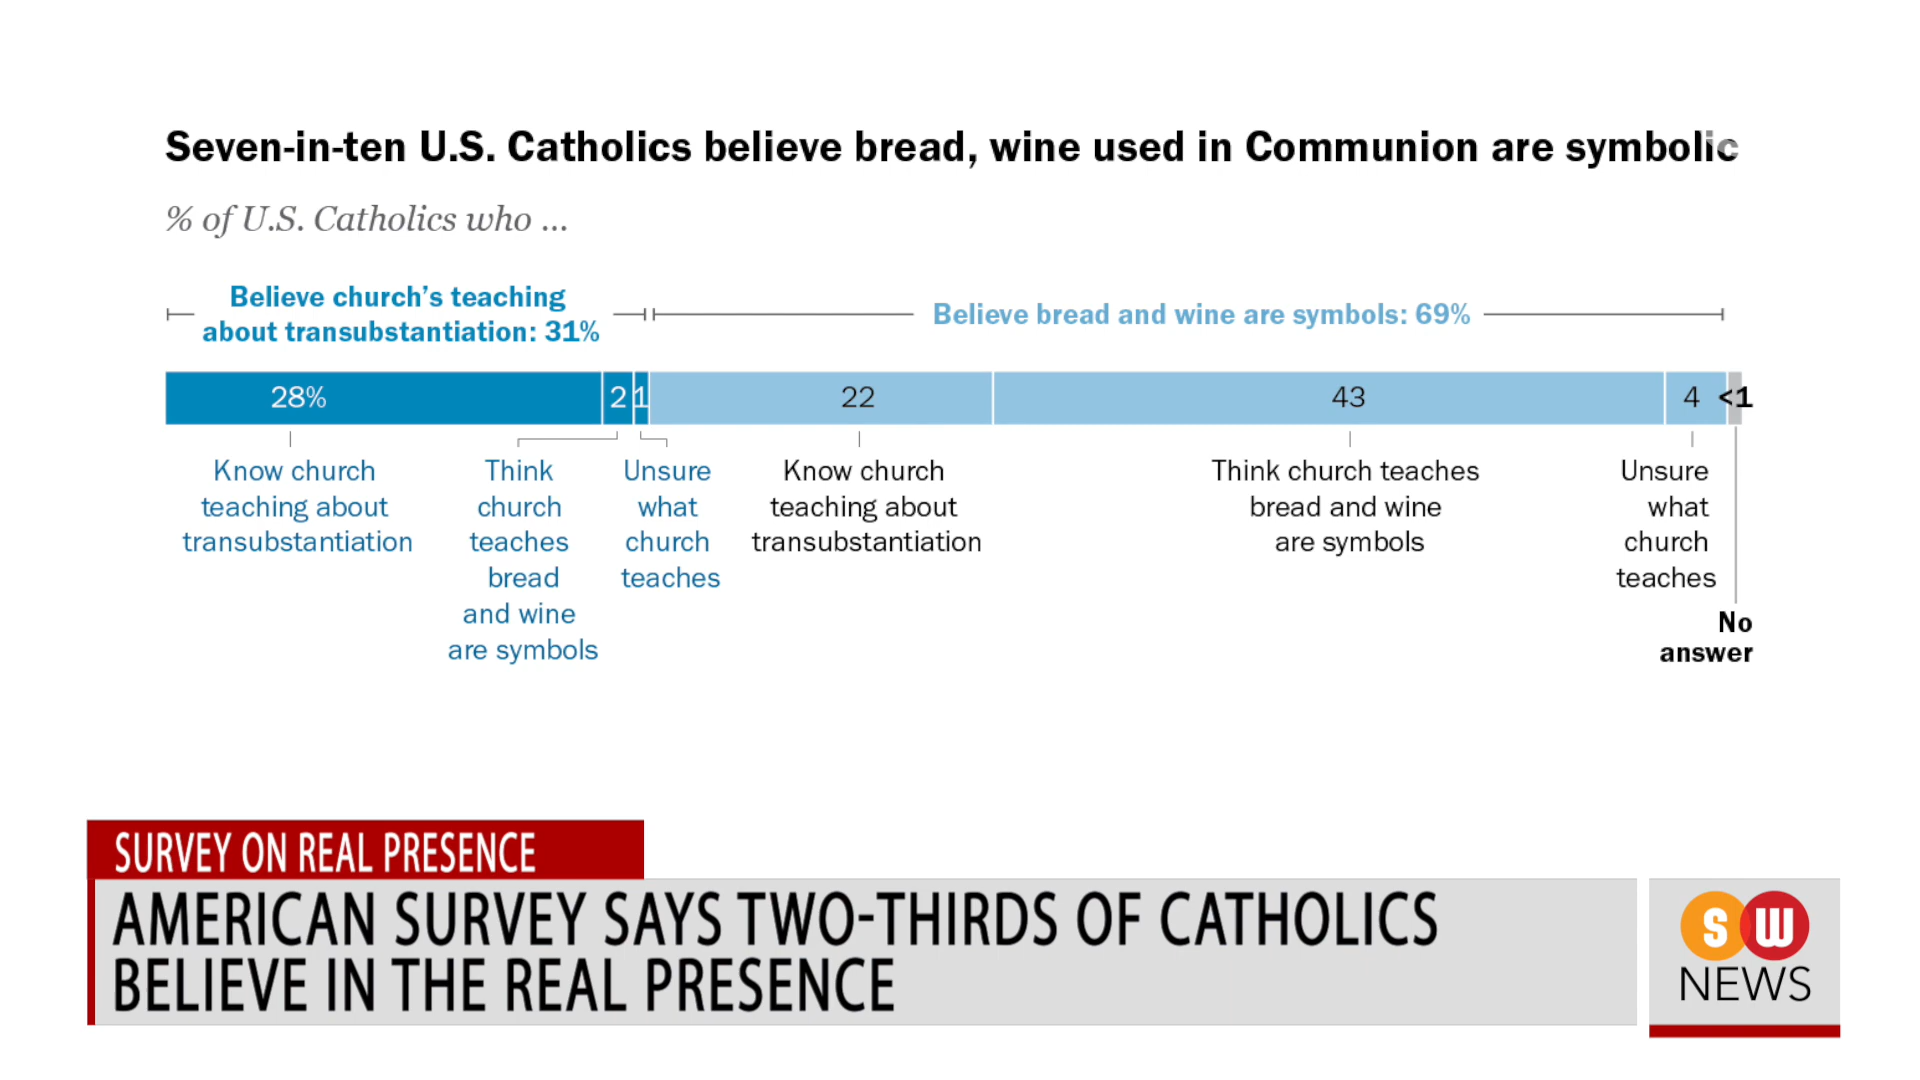 Seven-in-ten U.S. Catholics believe bread, wine used in Communion are symbolic
% of U.S. Catholics who ...
Believe church's teaching
about transubstantiation: 31%
Believe bread and wine are symbols: 69%
28%
2
1
22
43
4
<1
Know church
teaching about
transubstantiation
Think
church
teaches
bread
and wine
are symbols
Unsure
what
church
teaches
Know church
teaching about
transubstantiation
Think church teaches
bread and wine
are symbols
Unsure
what
church
teaches
No
answer
SURVEY ON REAL PRESENCE
AMERICAN SURVEY SAYS TWO-THIRDS OF CATHOLICS
BELIEVE IN THE REAL PRESENCE
SW
NEWS